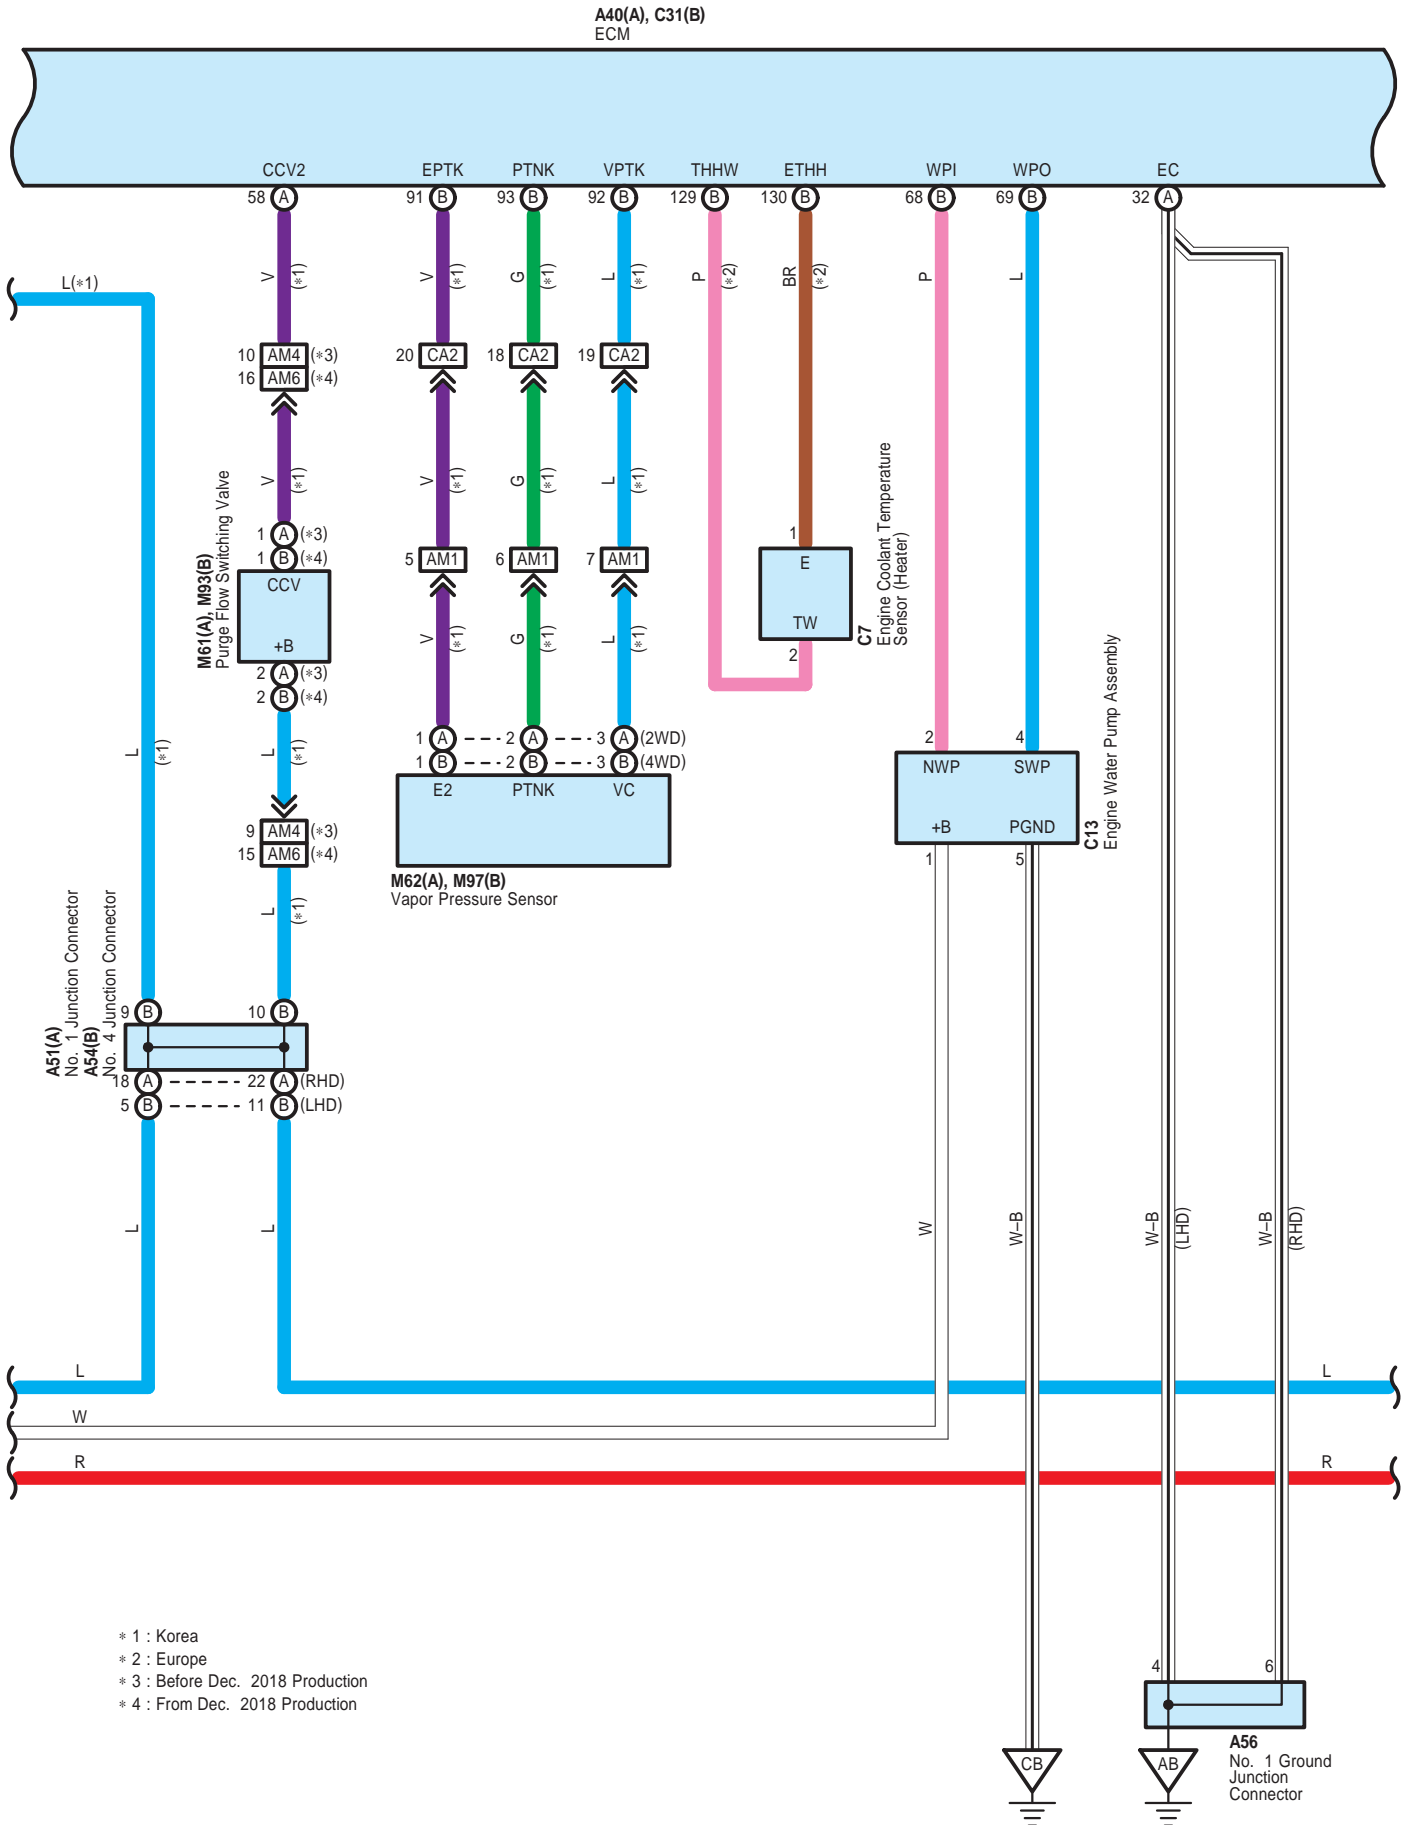 A40(A), C31(B)
ECM
CCV2 EPTK PTNK VPTK THHW ETHH WPI WPO EC
58 A 91 B 93 B 92 B 129 B 130 B 68 B 69 B 32 A
L(*1)
V (*1) V (*1) G (*1) L (*1) P (*2) BR (*2) P L
10 AM4 (*3) 20 CA2 18 CA2 19 CA2
16 AM6 (*4)
V (*1) V (*1) G (*1) L (*1)
1 A (*3)
1 B (*4)
5 AM1 6 AM1 7 AM1
M61(A), M93(B)
Purge Flow Switching Valve
CCV
+B
2 A (*3)
2 B (*4)
V (*1) G (*1) L (*1)
1
E
TW
2
C7
Engine Coolant Temperature
Sensor (Heater)
L (*1) L (*1)
1 A 2 A 3 A (2WD)
1 B 2 B 3 B (4WD)
E2 PTNK VC
M62(A), M97(B)
Vapor Pressure Sensor
2 4
NWP SWP
+B PGND
1 5
C13
Engine Water Pump Assembly
9 AM4 (*3)
15 AM6 (*4)
L (*1)
A51(A)
No. 1 Junction Connector
A54(B)
No. 4 Junction Connector
9 B 10 B
18 A 22 A (RHD)
5 B 11 B (LHD)
L L W W–B W–B (LHD) W–B (RHD)
L L
W
R R
* 1 : Korea
* 2 : Europe
* 3 : Before Dec. 2018 Production
* 4 : From Dec. 2018 Production
4 6
A56
No. 1 Ground
Junction
Connector
CB AB